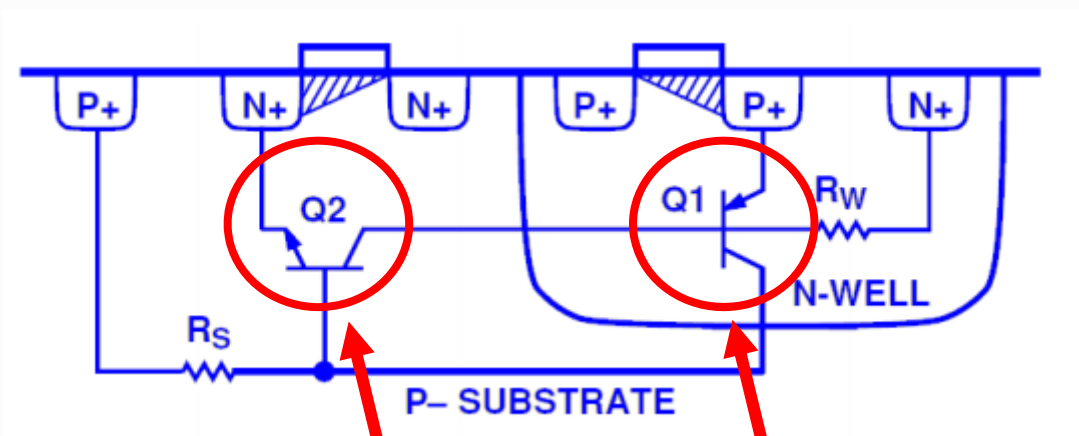 P+ N+ N+ P+ P+ N+
Q2 Q1 RW
N-WELL
RS
P– SUBSTRATE